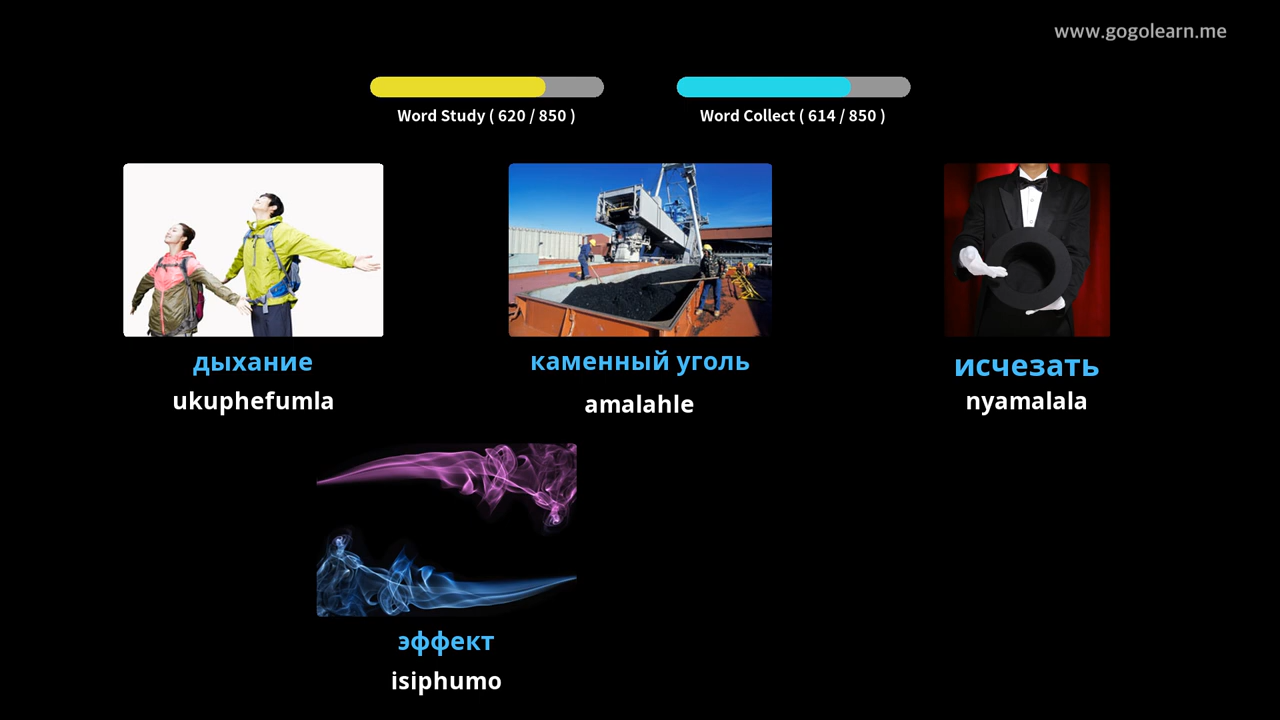 www.gogolearn.me
Word Study ( 620 / 850 )
Word Collect ( 614 / 850 )
дыхание
ukuphefumla
каменный уголь
amalahle
исчезать
nyamalala
эффект
isiphumo